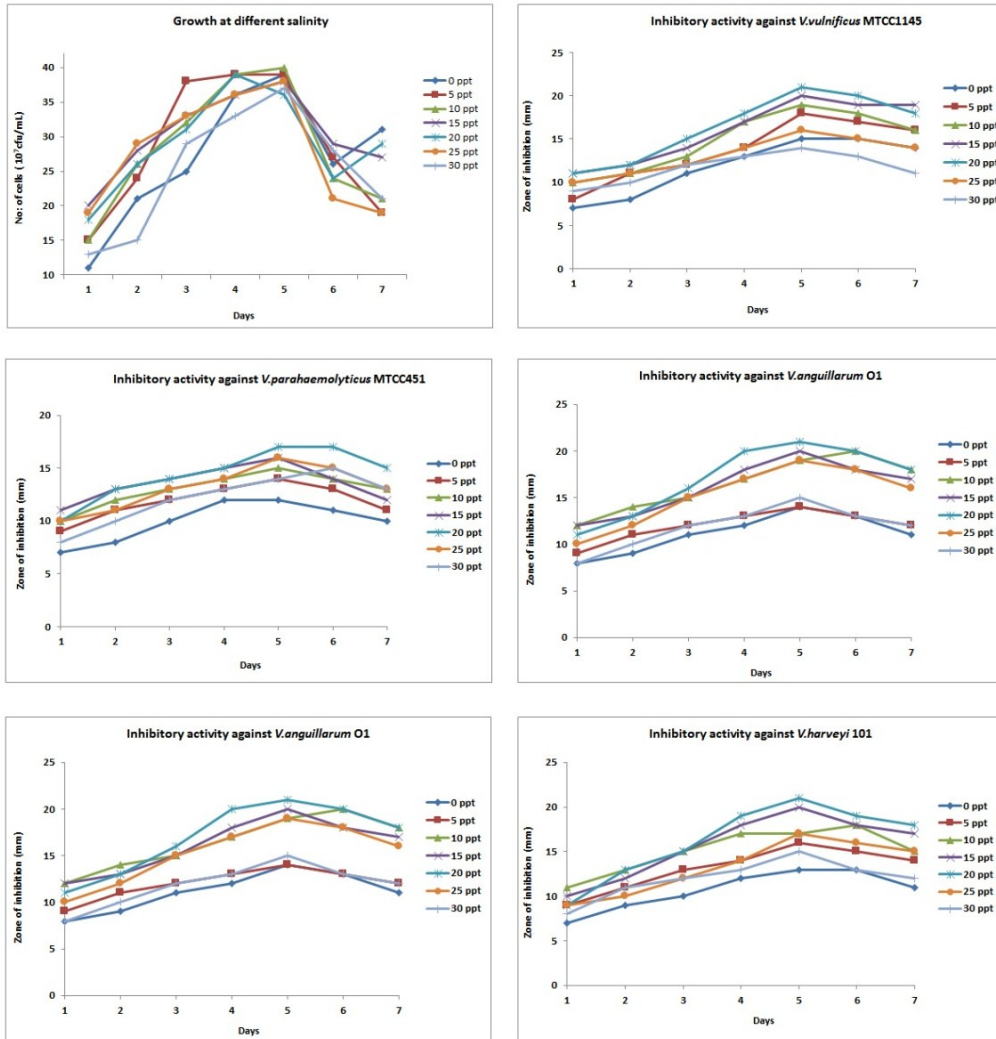 Growth at different salinity
No: of cells (10⁷cfu/mL)
40
35
30
25
20
15
10
1 2 3 4 5 6 7
Days
0 ppt
5 ppt
10 ppt
15 ppt
20 ppt
25 ppt
30 ppt
Inhibitory activity against V.vulnificus MTCC1145
Zone of inhibition (mm)
25
20
15
10
5
0
1 2 3 4 5 6 7
Days
0 ppt
5 ppt
10 ppt
15 ppt
20 ppt
25 ppt
30 ppt
Inhibitory activity against V.parahaemolyticus MTCC451
Zone of inhibition (mm)
20
15
10
5
0
1 2 3 4 5 6 7
Days
0 ppt
5 ppt
10 ppt
15 ppt
20 ppt
25 ppt
30 ppt
Inhibitory activity against V.anguillarum O1
Zone of inhibition (mm)
25
20
15
10
5
0
1 2 3 4 5 6 7
Days
0 ppt
5 ppt
10 ppt
15 ppt
20 ppt
25 ppt
30 ppt
Inhibitory activity against V.anguillarum O1
Zone of inhibition (mm)
25
20
15
10
5
0
1 2 3 4 5 6 7
Days
0 ppt
5 ppt
10 ppt
15 ppt
20 ppt
25 ppt
30 ppt
Inhibitory activity against V.harveyi 101
Zone of inhibition (mm)
25
20
15
10
5
0
1 2 3 4 5 6 7
Days
0 ppt
5 ppt
10 ppt
15 ppt
20 ppt
25 ppt
30 ppt